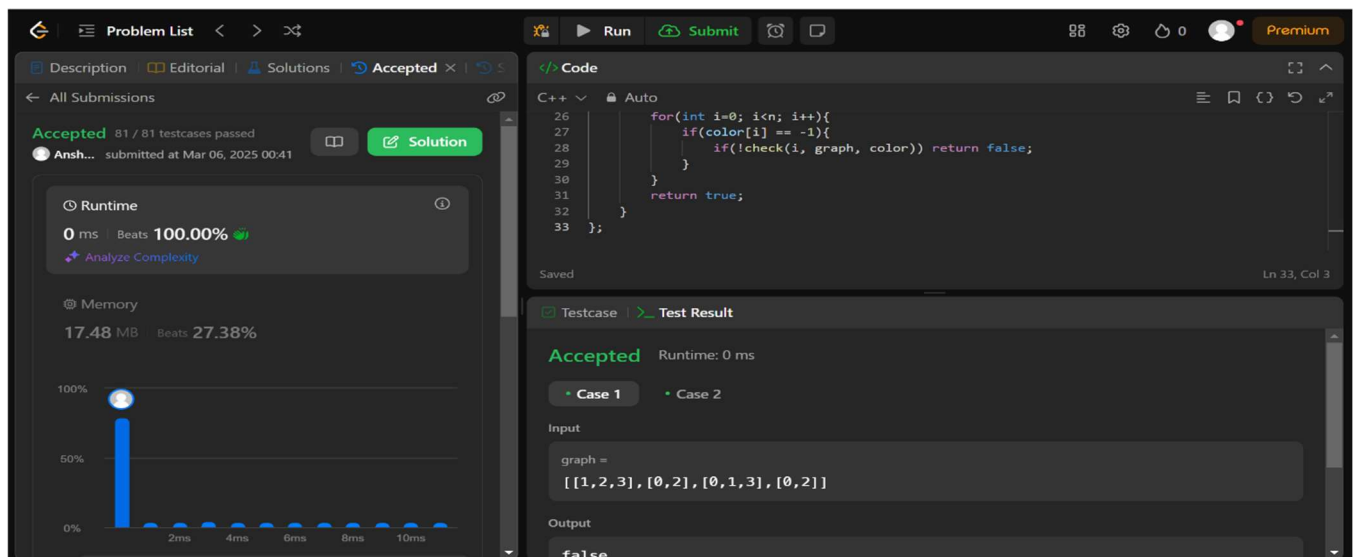 Problem List
Run
Submit
0
Premium
Description
Editorial
Solutions
Accepted
S
All Submissions
Accepted 81 / 81 testcases passed
Ansh... submitted at Mar 06, 2025 00:41
Solution
Runtime
0 ms Beats 100.00%
Analyze Complexity
Memory
17.48 MB Beats 27.38%
100%
50%
0%
2ms 4ms 6ms 8ms 10ms
</> Code
C++ Auto
26 for(int i=0; i<n; i++){
27 if(color[i] == -1){
28 if(!check(i, graph, color)) return false;
29 }
30 }
31 return true;
32 }
33 };
Saved Ln 33, Col 3
Testcase >_ Test Result
Accepted Runtime: 0 ms
• Case 1 • Case 2
Input
graph =
[[1,2,3],[0,2],[0,1,3],[0,2]]
Output
false